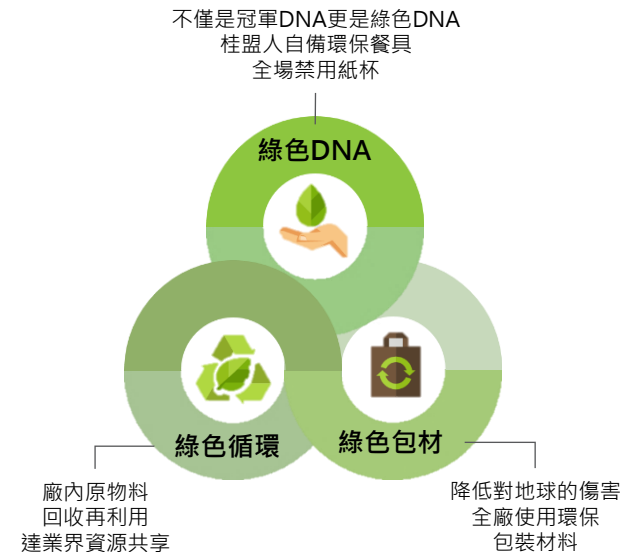 不僅是冠軍DNA更是綠色DNA
桂盟人自備環保餐具
全場禁用紙杯
綠色DNA
綠色循環
綠色包材
廠內原物料
回收再利用
達業界資源共享
降低對地球的傷害
全廠使用環保
包裝材料